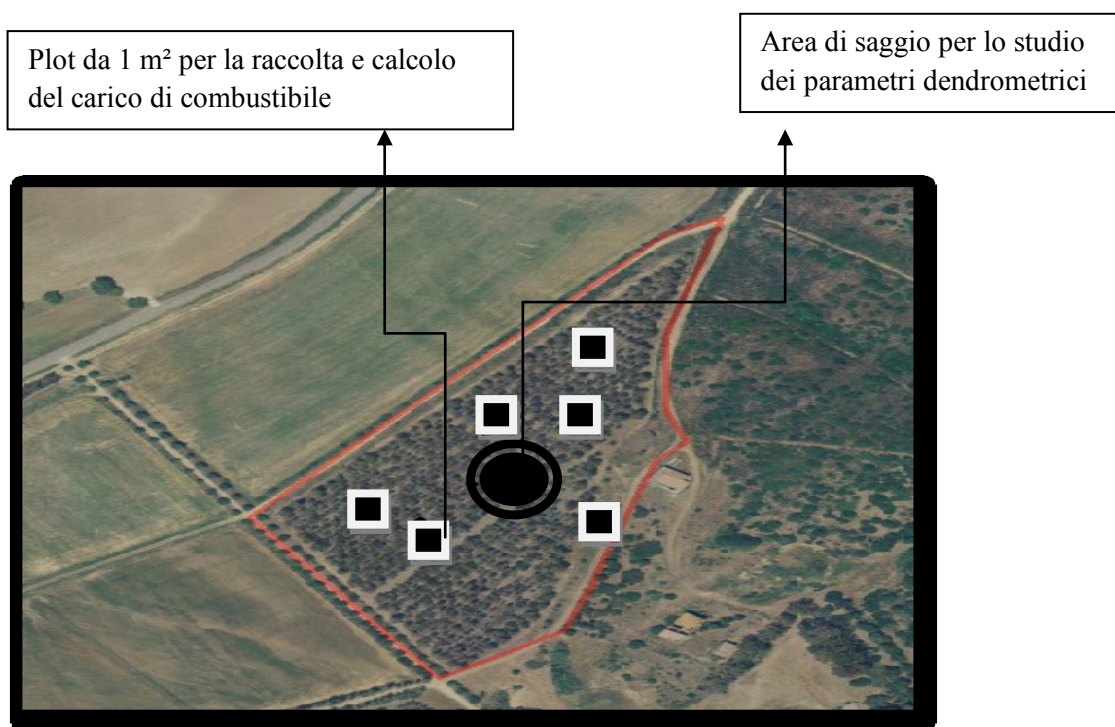 Plot da 1 m² per la raccolta e calcolo
del carico di combustibile
Area di saggio per lo studio
dei parametri dendrometrici